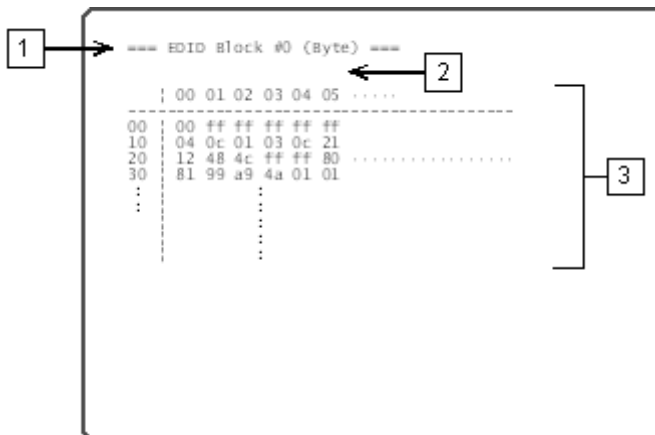 1
=== EDID Block #0 (Byte) ===
2
00 01 02 03 04 05 .....
00 00 ff ff ff ff ff
10 04 0c 01 03 0c 21
20 12 48 4c ff ff 80 .................
30 81 99 a9 4a 01 01
3